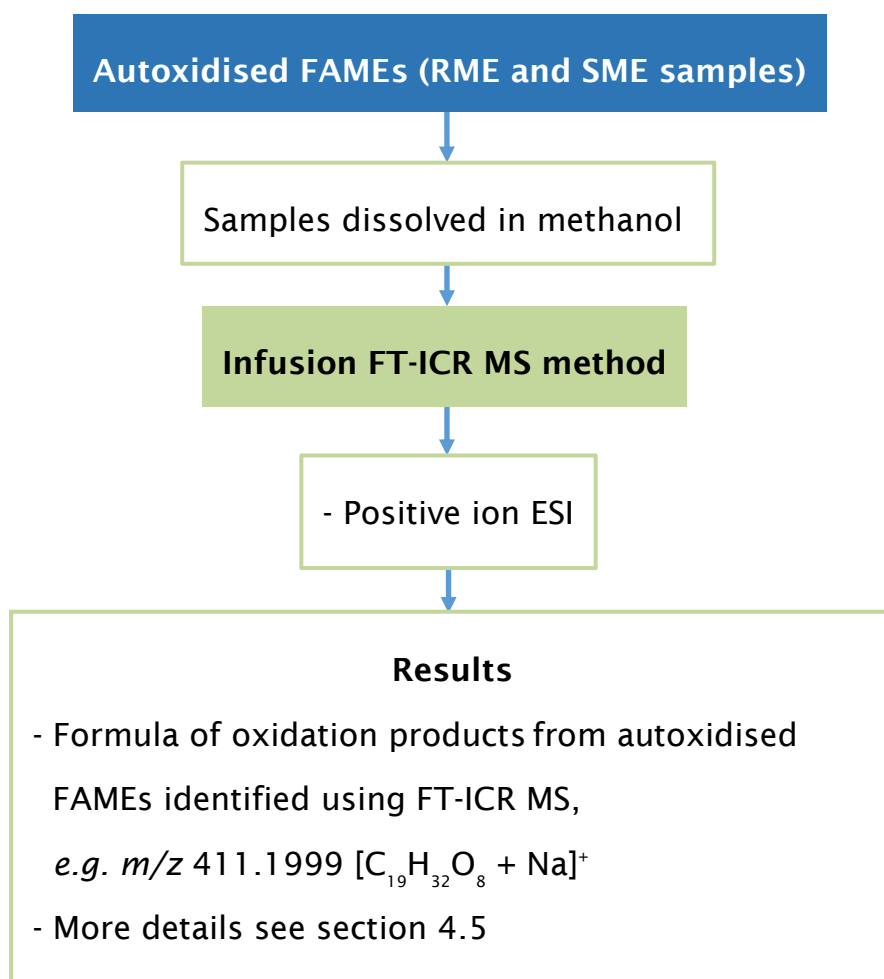 Autoxidised FAMEs (RME and SME samples)
Samples dissolved in methanol
Infusion FT-ICR MS method
- Positive ion ESI
Results
- Formula of oxidation products from autoxidised
FAMEs identified using FT-ICR MS,
e.g. m/z 411.1999 [C₁₉H₃₂O₈ + Na]⁺
- More details see section 4.5